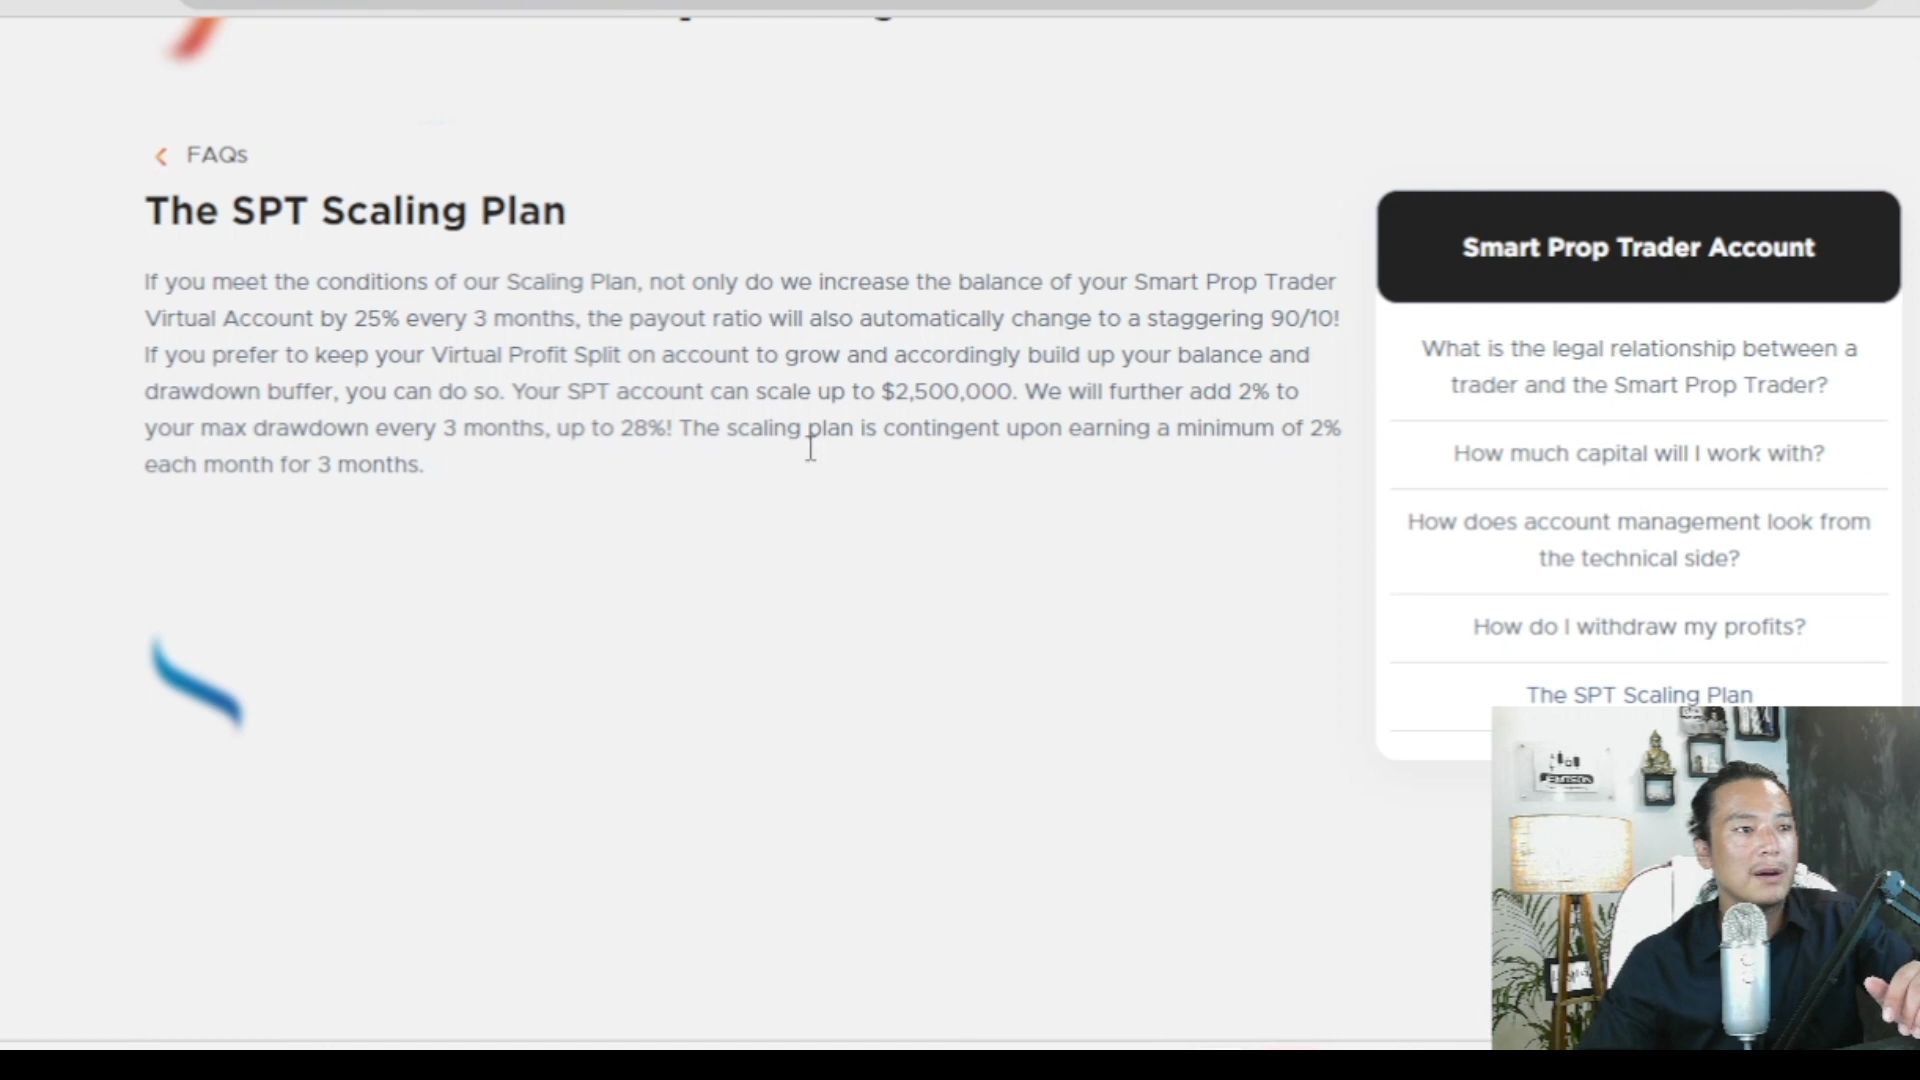 FAQs
The SPT Scaling Plan
If you meet the conditions of our Scaling Plan, not only do we increase the balance of your Smart Prop Trader
Virtual Account by 25% every 3 months, the payout ratio will also automatically change to a staggering 90/10!
If you prefer to keep your Virtual Profit Split on account to grow and accordingly build up your balance and
drawdown buffer, you can do so. Your SPT account can scale up to $2,500,000. We will further add 2% to
your max drawdown every 3 months, up to 28%! The scaling plan is contingent upon earning a minimum of 2%
each month for 3 months.
Smart Prop Trader Account
What is the legal relationship between a
trader and the Smart Prop Trader?
How much capital will I work with?
How does account management look from
the technical side?
How do I withdraw my profits?
The SPT Scaling Plan